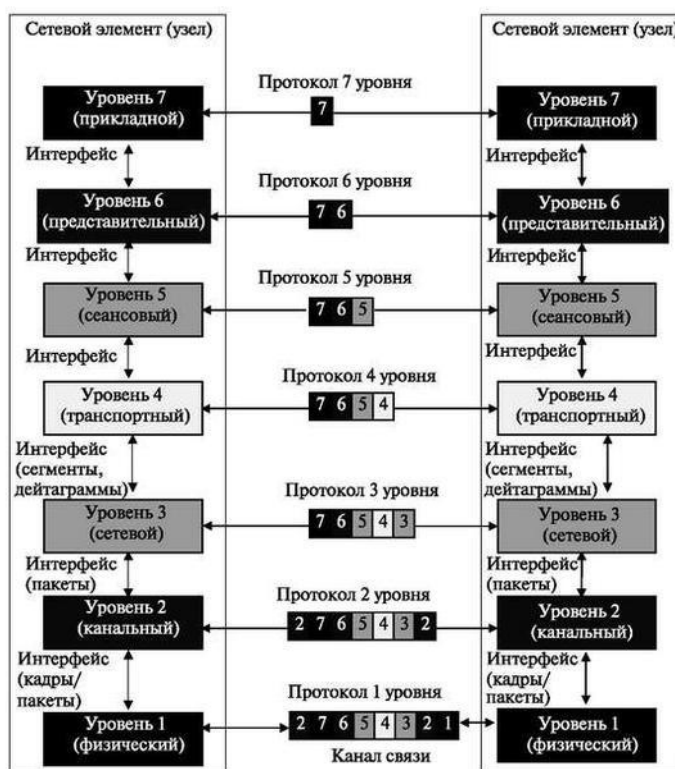 Сетевой элемент (узел)
Сетевой элемент (узел)
Протокол 7 уровня
Уровень 7
(прикладной)
7
Уровень 7
(прикладной)
Интерфейс
Интерфейс
Протокол 6 уровня
Уровень 6
(представительный)
7 6
Уровень 6
(представительный)
Интерфейс
Интерфейс
Протокол 5 уровня
Уровень 5
(сеансовый)
7 6 5
Уровень 5
(сеансовый)
Интерфейс
Интерфейс
Протокол 4 уровня
Уровень 4
(транспортный)
7 6 5 4
Уровень 4
(транспортный)
Интерфейс
(сегменты,
дейтаграммы)
Интерфейс
(сегменты,
дейтаграммы)
Протокол 3 уровня
Уровень 3
(сетевой)
7 6 5 4 3
Уровень 3
(сетевой)
Интерфейс
(пакеты)
Интерфейс
(пакеты)
Протокол 2 уровня
Уровень 2
(канальный)
2 7 6 5 4 3 2
Уровень 2
(канальный)
Интерфейс
(кадры/
пакеты)
Интерфейс
(кадры/
пакеты)
Протокол 1 уровня
Уровень 1
(физический)
2 7 6 5 4 3 2 1
Уровень 1
(физический)
Канал связи